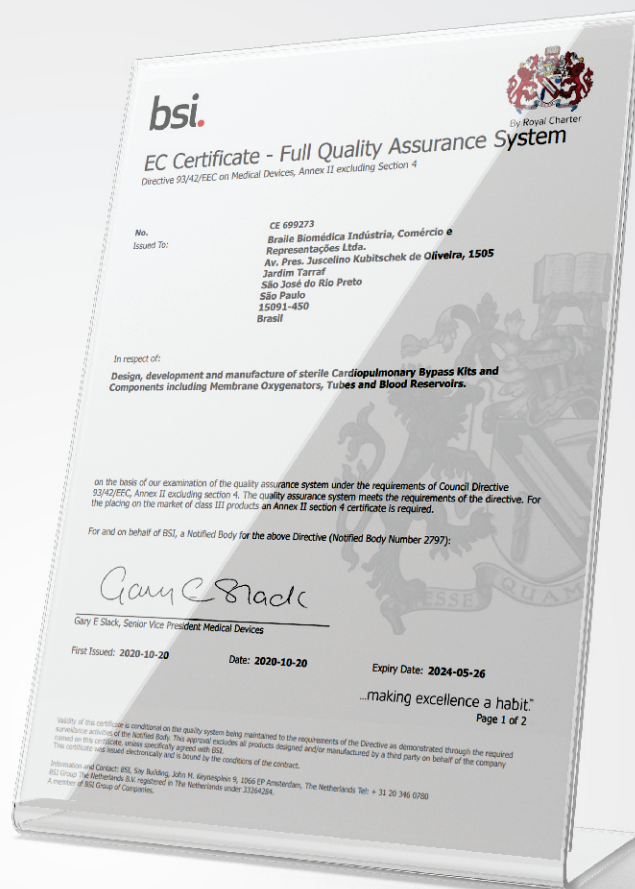 bsi.
By Royal Charter
EC Certificate - Full Quality Assurance System
Directive 93/42/EEC on Medical Devices, Annex II excluding Section 4
No.
CE 699273
Issued To:
Braile Biomédica Indústria, Comércio e
Representações Ltda.
Av. Pres. Juscelino Kubitschek de Oliveira, 1505
Jardim Tarraf
São José do Rio Preto
São Paulo
15091-450
Brasil
In respect of:
Design, development and manufacture of sterile Cardiopulmonary Bypass Kits and
Components including Membrane Oxygenators, Tubes and Blood Reservoirs.
on the basis of our examination of the quality assurance system under the requirements of Council Directive
93/42/EEC, Annex II excluding section 4. The quality assurance system meets the requirements of the directive. For
the placing on the market of class III products an Annex II section 4 certificate is required.
For and on behalf of BSI, a Notified Body for the above Directive (Notified Body Number 2797):
ESSE QUAM
Gary E Slack
Gary E Slack, Senior Vice President Medical Devices
First Issued: 2020-10-20 Date: 2020-10-20 Expiry Date: 2024-05-26
...making excellence a habit.™
Page 1 of 2
Validity of this certificate is conditional on the quality system being maintained to the requirements of the Directive as demonstrated through the required
surveillance activities of the Notified Body. This approval excludes all products designed and/or manufactured by a third party on behalf of the company
named on this certificate, unless specifically agreed with BSI.
This certificate was issued electronically and is bound by the conditions of the contract.
Information and Contact: BSI, Say Building, John M. Keynesplein 9, 1066 EP Amsterdam, The Netherlands Tel: + 31 20 346 0780
BSI Group The Netherlands B.V. registered in The Netherlands under 33264284.
A member of BSI Group of Companies.